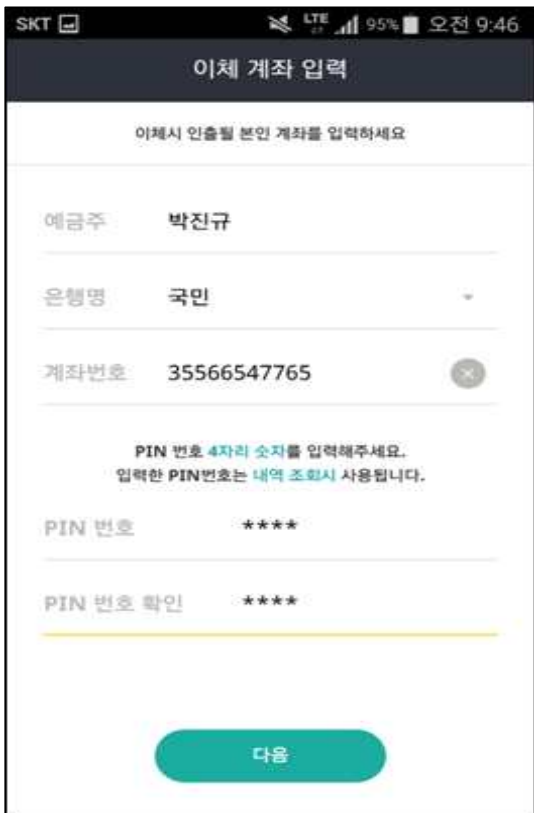 SKT LTE 95% 오전 9:46
이체 계좌 입력
이체시 인출될 본인 계좌를 입력하세요
예금주 박진규
은행명 국민
계좌번호 35566547765
PIN 번호 4자리 숫자를 입력해주세요.
입력한 PIN번호는 내역 조회시 사용됩니다.
PIN 번호 ****
PIN 번호 확인 ****
다음